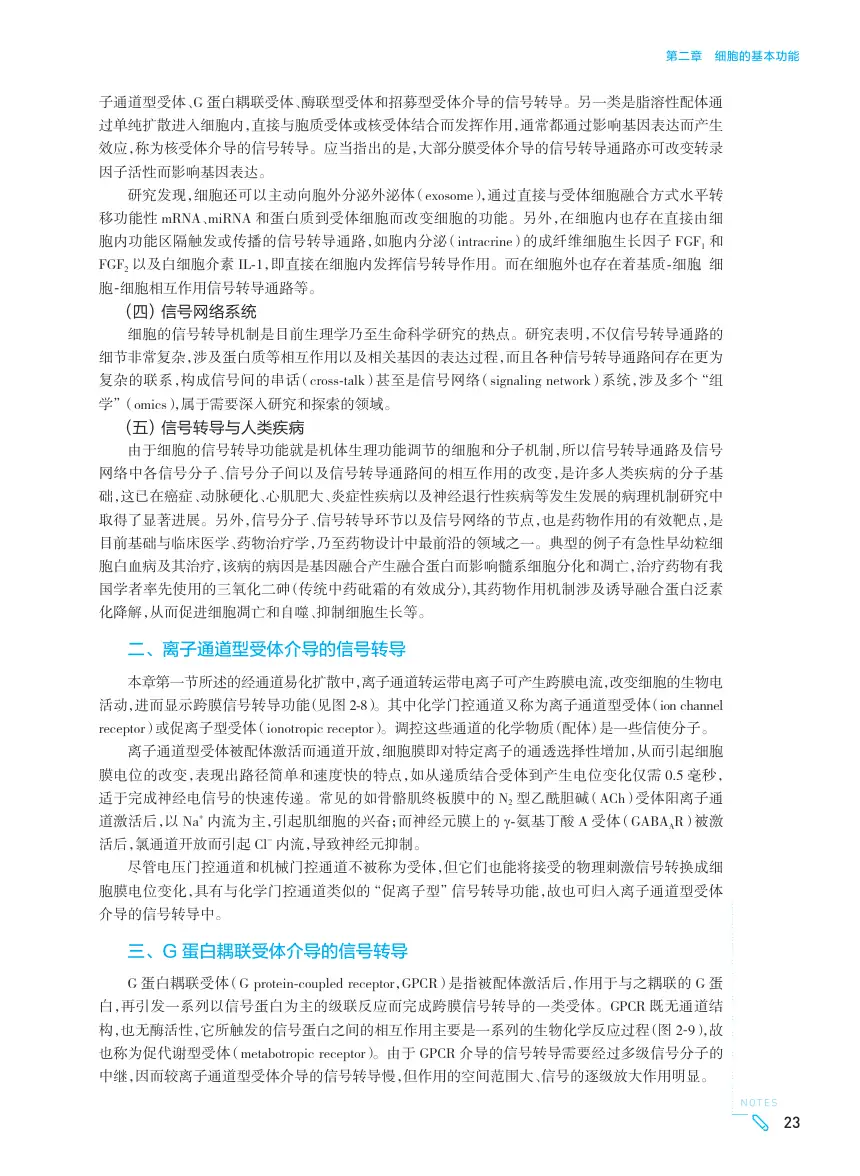 第二章 细胞的基本功能
子通道型受体、G 蛋白耦联受体、酶联型受体和招募型受体介导的信号转导。另一类是脂溶性配体通
过单纯扩散进入细胞内,直接与胞质受体或核受体结合而发挥作用,通常都通过影响基因表达而产生
效应,称为核受体介导的信号转导。应当指出的是,大部分膜受体介导的信号转导通路亦可改变转录
因子活性而影响基因表达。
研究发现,细胞还可以主动向胞外分泌外泌体(exosome),通过直接与受体细胞融合方式水平转
移功能性 mRNA、miRNA 和蛋白质到受体细胞而改变细胞的功能。另外,在细胞内也存在直接由细
胞内功能区隔触发或传播的信号转导通路,如胞内分泌(intracrine)的成纤维细胞生长因子 FGF₁ 和
FGF₂ 以及白细胞介素 IL-1,即直接在细胞内发挥信号转导作用。而在细胞外也存在着基质-细胞 细
胞-细胞相互作用信号转导通路等。
(四)信号网络系统
细胞的信号转导机制是目前生理学乃至生命科学研究的热点。研究表明,不仅信号转导通路的
细节非常复杂,涉及蛋白质等相互作用以及相关基因的表达过程,而且各种信号转导通路间存在更为
复杂的联系,构成信号间的串话(cross-talk)甚至是信号网络(signaling network)系统,涉及多个“组
学”(omics),属于需要深入研究和探索的领域。
(五)信号转导与人类疾病
由于细胞的信号转导功能就是机体生理功能调节的细胞和分子机制,所以信号转导通路及信号
网络中各信号分子、信号分子间以及信号转导通路间的相互作用的改变,是许多人类疾病的分子基
础,这已在癌症、动脉硬化、心肌肥大、炎症性疾病以及神经退行性疾病等发生发展的病理机制研究中
取得了显著进展。另外,信号分子、信号转导环节以及信号网络的节点,也是药物作用的有效靶点,是
目前基础与临床医学、药物治疗学,乃至药物设计中最前沿的领域之一。典型的例子有急性早幼粒细
胞白血病及其治疗,该病的病因是基因融合产生融合蛋白而影响髓系细胞分化和凋亡,治疗药物有我
国学者率先使用的三氧化二砷(传统中药砒霜的有效成分),其药物作用机制涉及诱导融合蛋白泛素
化降解,从而促进细胞凋亡和自噬、抑制细胞生长等。
二、离子通道型受体介导的信号转导
本章第一节所述的经通道易化扩散中,离子通道转运带电离子可产生跨膜电流,改变细胞的生物电
活动,进而显示跨膜信号转导功能(见图 2-8)。其中化学门控通道又称为离子通道型受体(ion channel
receptor)或促离子型受体(ionotropic receptor)。调控这些通道的化学物质(配体)是一些信使分子。
离子通道型受体被配体激活而通道开放,细胞膜即对特定离子的通透选择性增加,从而引起细胞
膜电位的改变,表现出路径简单和速度快的特点,如从递质结合受体到产生电位变化仅需 0.5 毫秒,
适于完成神经电信号的快速传递。常见的如骨骼肌终板膜中的 N₂ 型乙酰胆碱(ACh)受体阳离子通
道激活后,以 Na⁺ 内流为主,引起肌细胞的兴奋;而神经元膜上的 γ-氨基丁酸 A 受体(GABA_AR)被激
活后,氯通道开放而引起 Cl⁻ 内流,导致神经元抑制。
尽管电压门控通道和机械门控通道不被称为受体,但它们也能将接受的物理刺激信号转换成细
胞膜电位变化,具有与化学门控通道类似的“促离子型”信号转导功能,故也可归入离子通道型受体
介导的信号转导中。
三、G 蛋白耦联受体介导的信号转导
G 蛋白耦联受体(G protein-coupled receptor,GPCR)是指被配体激活后,作用于与之耦联的 G 蛋
白,再引发一系列以信号蛋白为主的级联反应而完成跨膜信号转导的一类受体。GPCR 既无通道结
构,也无酶活性,它所触发的信号蛋白之间的相互作用主要是一系列的生物化学反应过程(图 2-9),故
也称为促代谢型受体(metabotropic receptor)。由于 GPCR 介导的信号转导需要经过多级信号分子的
中继,因而较离子通道型受体介导的信号转导慢,但作用的空间范围大、信号的逐级放大作用明显。
NOTES
23